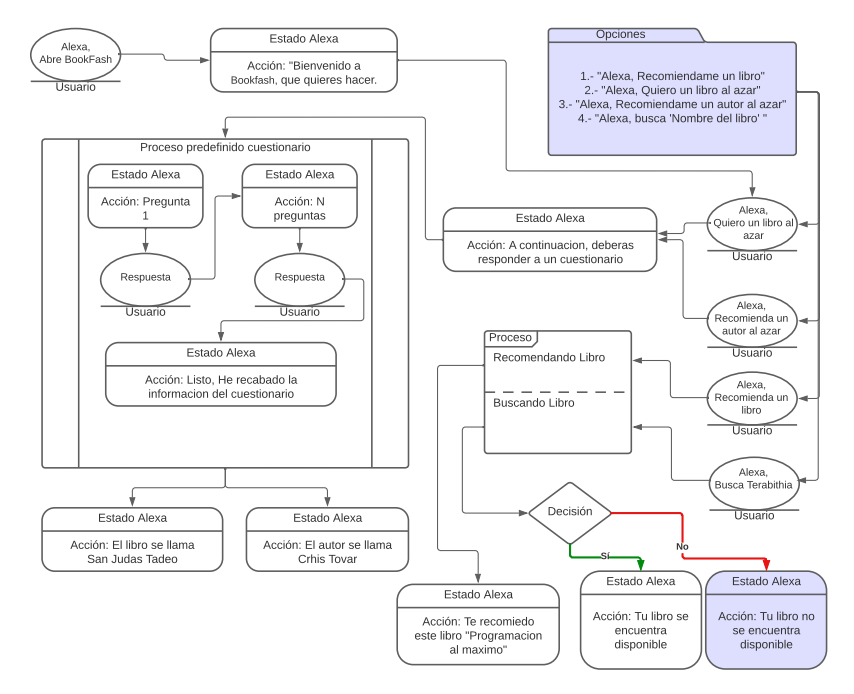 Alexa,
Abre BookFash
Usuario
Estado Alexa
Acción: "Bienvenido a
Bookfash, que quieres hacer.
Opciones
1.- "Alexa, Recomiendame un libro"
2.- "Alexa, Quiero un libro al azar"
3.- "Alexa, Recomiendame un autor al azar"
4.- "Alexa, busca 'Nombre del libro' "
Proceso predefinido cuestionario
Estado Alexa
Acción: Pregunta
1
Estado Alexa
Acción: N
preguntas
Respuesta
Usuario
Respuesta
Usuario
Estado Alexa
Acción: Listo, He recabado la
informacion del cuestionario
Estado Alexa
Acción: A continuacion, deberas
responder a un cuestionario
Alexa,
Quiero un libro al
azar
Usuario
Alexa,
Recomienda un
autor al azar
Usuario
Alexa,
Recomienda un
libro
Usuario
Alexa,
Busca Terabithia
Usuario
Proceso
Recomendando Libro
Buscando Libro
Decisión
Sí
No
Estado Alexa
Acción: El libro se llama
San Judas Tadeo
Estado Alexa
Acción: El autor se llama
Crhis Tovar
Estado Alexa
Acción: Te recomiedo
este libro "Programacion
al maximo"
Estado Alexa
Acción: Tu libro se
encuentra
disponible
Estado Alexa
Acción: Tu libro no
se encuentra
disponible